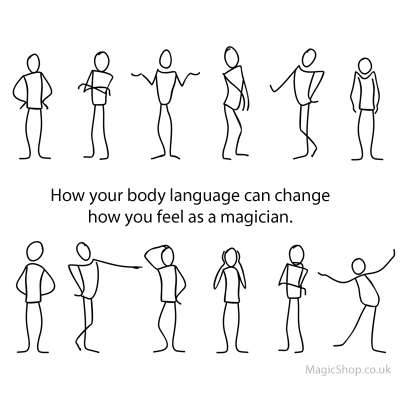 How your body language can change
how you feel as a magician.
MagicShop.co.uk